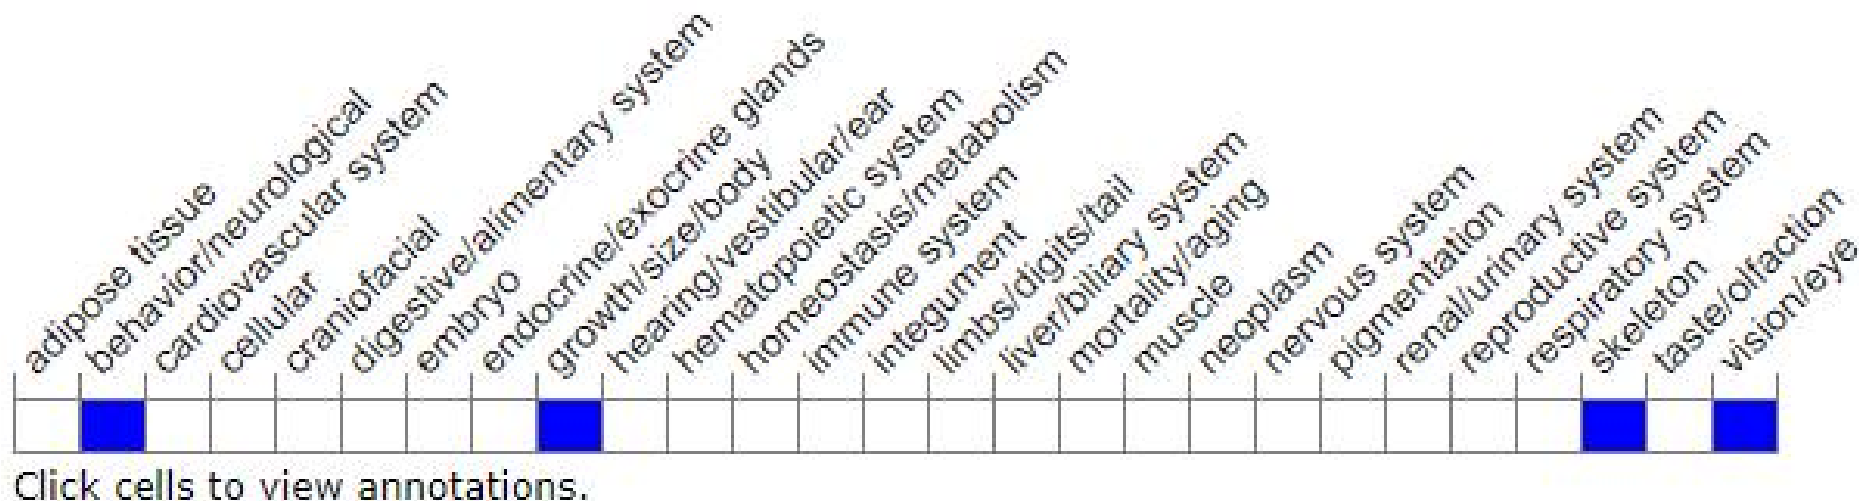 adipose tissue
behavior/neurological
cardiovascular system
cellular
craniofacial
digestive/alimentary system
embryo
endocrine/exocrine glands
growth/size/body
hearing/vestibular/ear
hematopoietic system
homeostasis/metabolism
immune system
integument
limbs/digits/tail
liver/biliary system
mortality/aging
muscle
neoplasm
nervous system
pigmentation
renal/urinary system
reproductive system
respiratory system
skeleton
taste/olfaction
vision/eye
Click cells to view annotations.